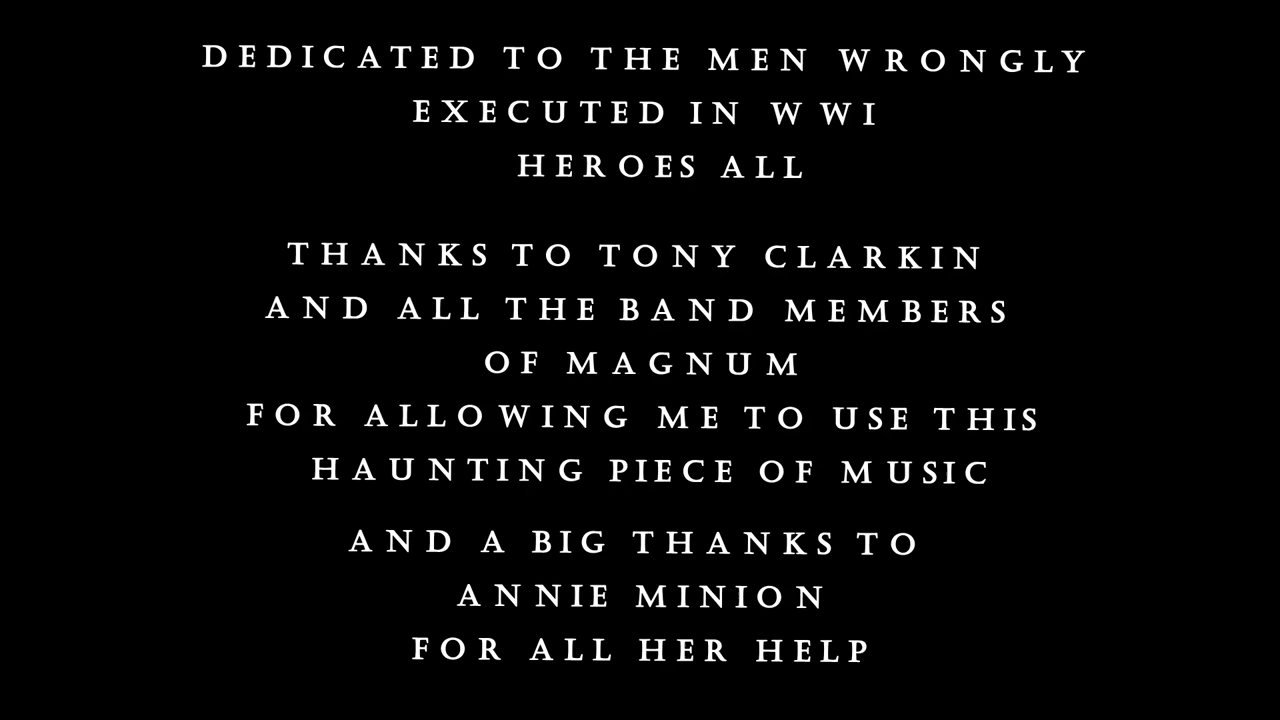 DEDICATED TO THE MEN WRONGLY
EXECUTED IN WWI
HEROES ALL
THANKS TO TONY CLARKIN
AND ALL THE BAND MEMBERS
OF MAGNUM
FOR ALLOWING ME TO USE THIS
HAUNTING PIECE OF MUSIC
AND A BIG THANKS TO
ANNIE MINION
FOR ALL HER HELP